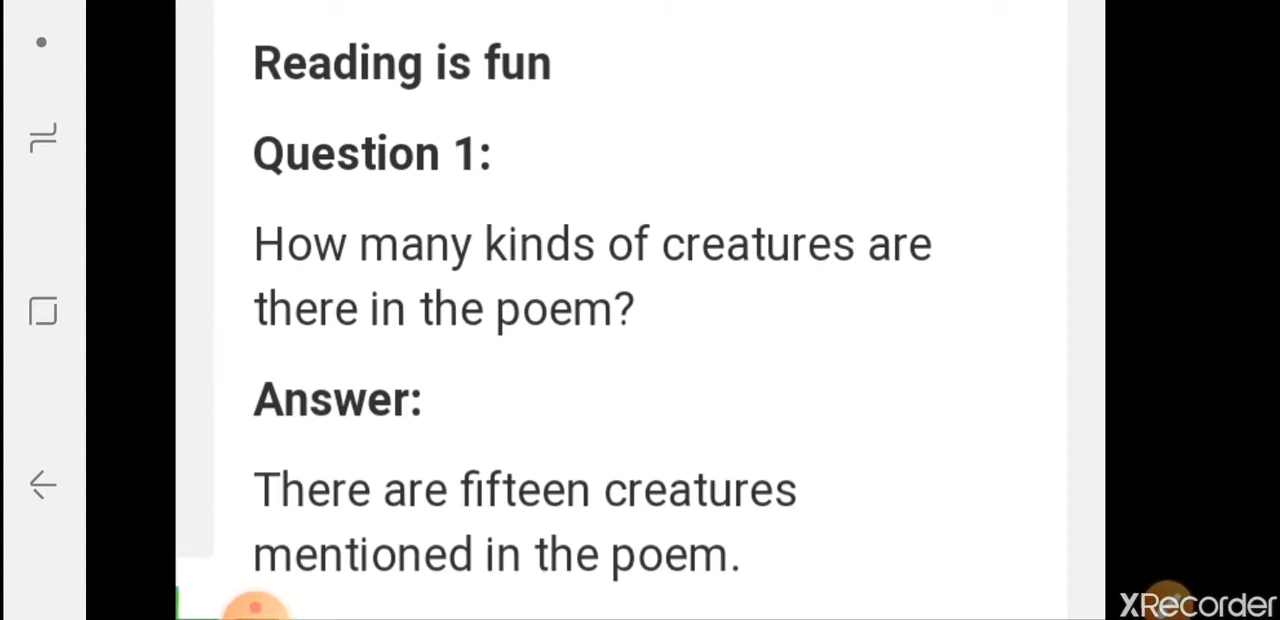 Reading is fun
Question 1:
How many kinds of creatures are
there in the poem?
Answer:
There are fifteen creatures
mentioned in the poem.
XRecorder